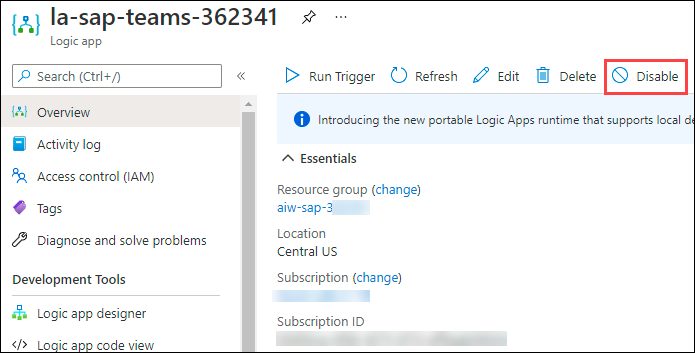 la-sap-teams-362341
Logic app
Search (Ctrl+/)
Run Trigger Refresh Edit Delete Disable
Overview
Activity log
Access control (IAM)
Tags
Diagnose and solve problems
Development Tools
Logic app designer
Logic app code view
Introducing the new portable Logic Apps runtime that supports local de
Essentials
Resource group (change)
aiw-sap-3
Location
Central US
Subscription (change)
Subscription ID